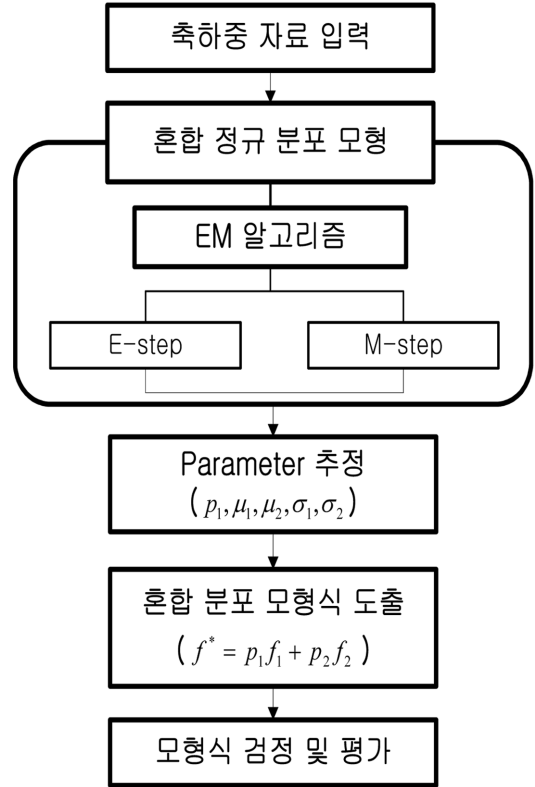 축하중 자료 입력
혼합 정규 분포 모형
EM 알고리즘
E-step
M-step
Parameter 추정
( p₁, μ₁, μ₂, σ₁, σ₂ )
혼합 분포 모형식 도출
( f* = p₁f₁ + p₂f₂ )
모형식 검정 및 평가